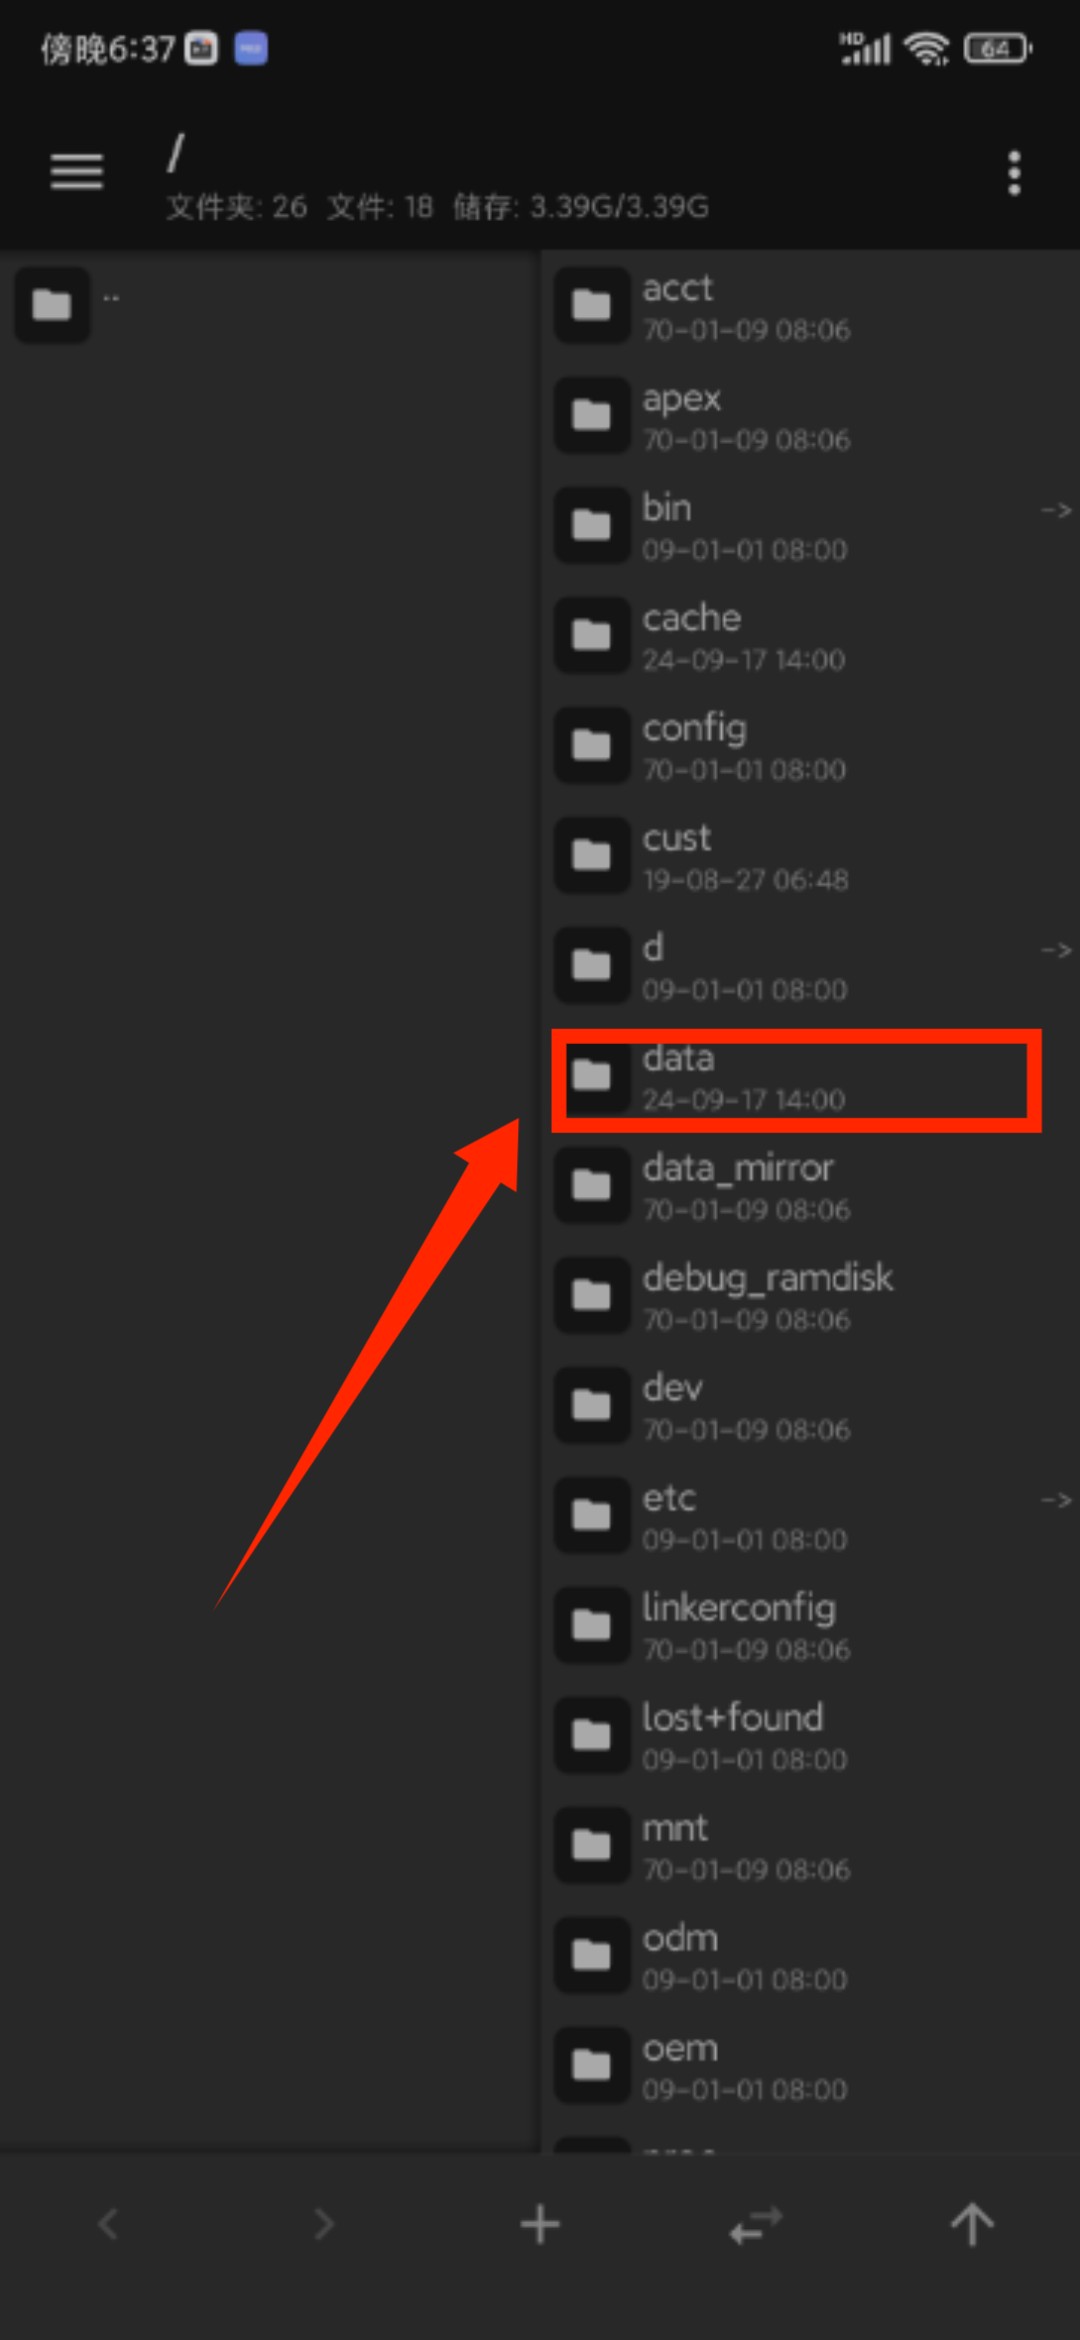 傍晚6:37
HD
64
/
文件夹: 26 文件: 18 储存: 3.39G/3.39G
..
acct
70-01-09 08:06
apex
70-01-09 08:06
bin ->
09-01-01 08:00
cache
24-09-17 14:00
config
70-01-01 08:00
cust
19-08-27 06:48
d ->
09-01-01 08:00
data
24-09-17 14:00
data_mirror
70-01-09 08:06
debug_ramdisk
70-01-09 08:06
dev
70-01-09 08:06
etc ->
09-01-01 08:00
linkerconfig
70-01-09 08:06
lost+found
09-01-01 08:00
mnt
70-01-09 08:06
odm
09-01-01 08:00
oem
09-01-01 08:00